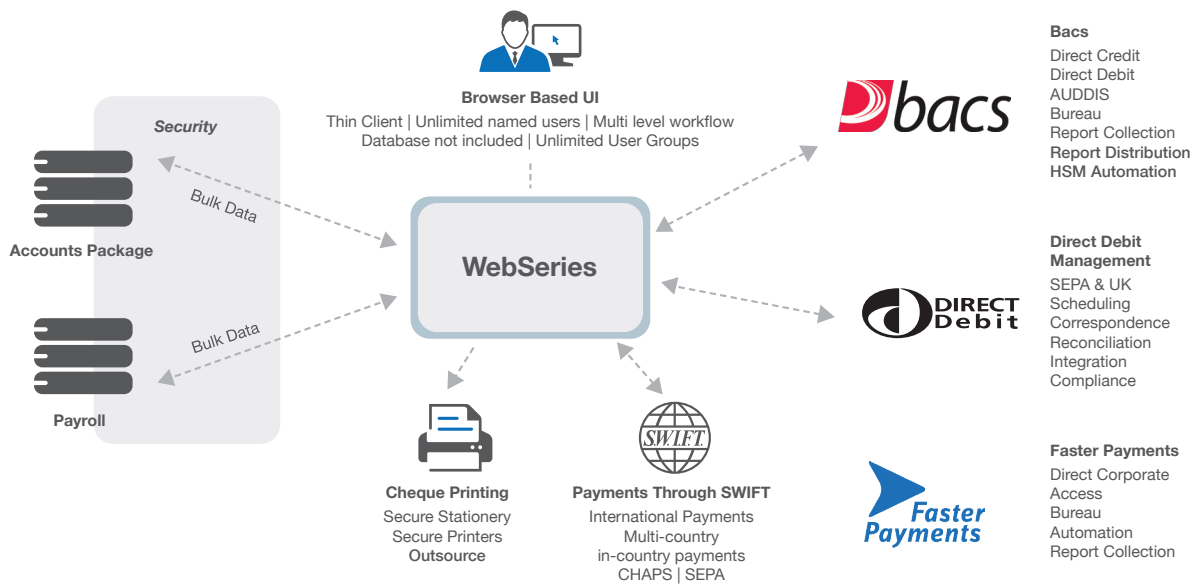 Security
Accounts Package
Payroll
Bulk Data
Bulk Data
Browser Based UI
Thin Client | Unlimited named users | Multi level workflow
Database not included | Unlimited User Groups
WebSeries
Cheque Printing
Secure Stationery
Secure Printers
Outsource
S.W.I.F.T.
Payments Through SWIFT
International Payments
Multi-country
in-country payments
CHAPS | SEPA
bacs
Bacs
Direct Credit
Direct Debit
AUDDIS
Bureau
Report Collection
Report Distribution
HSM Automation
DIRECT
Debit
Direct Debit
Management
SEPA & UK
Scheduling
Correspondence
Reconciliation
Integration
Compliance
Faster
Payments
Faster Payments
Direct Corporate
Access
Bureau
Automation
Report Collection